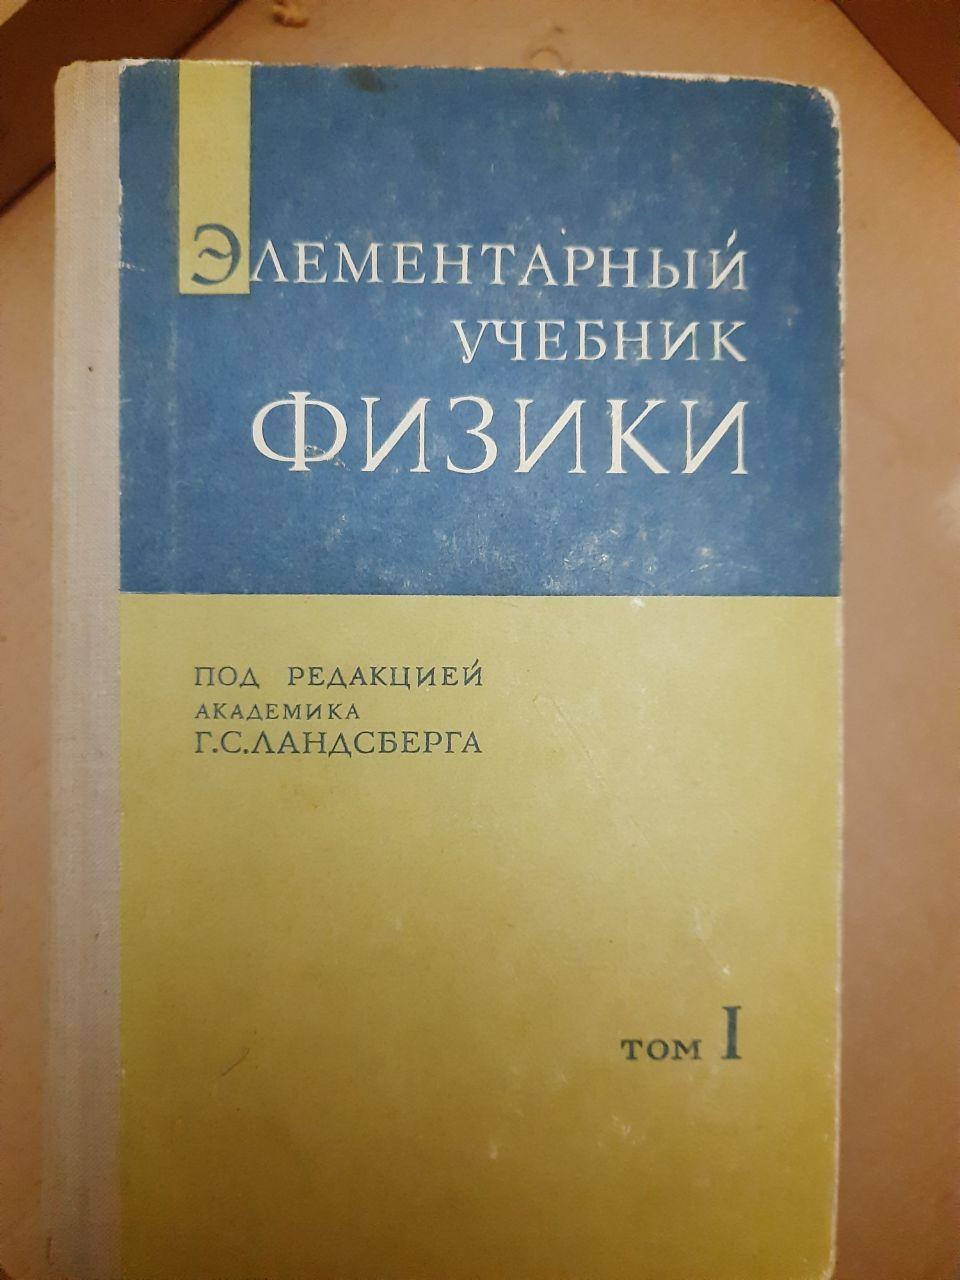 ЭЛЕМЕНТАРНЫЙ
УЧЕБНИК
ФИЗИКИ
ПОД РЕДАКЦИЕЙ
АКАДЕМИКА
Г.С.ЛАНДСБЕРГА
ТОМ I